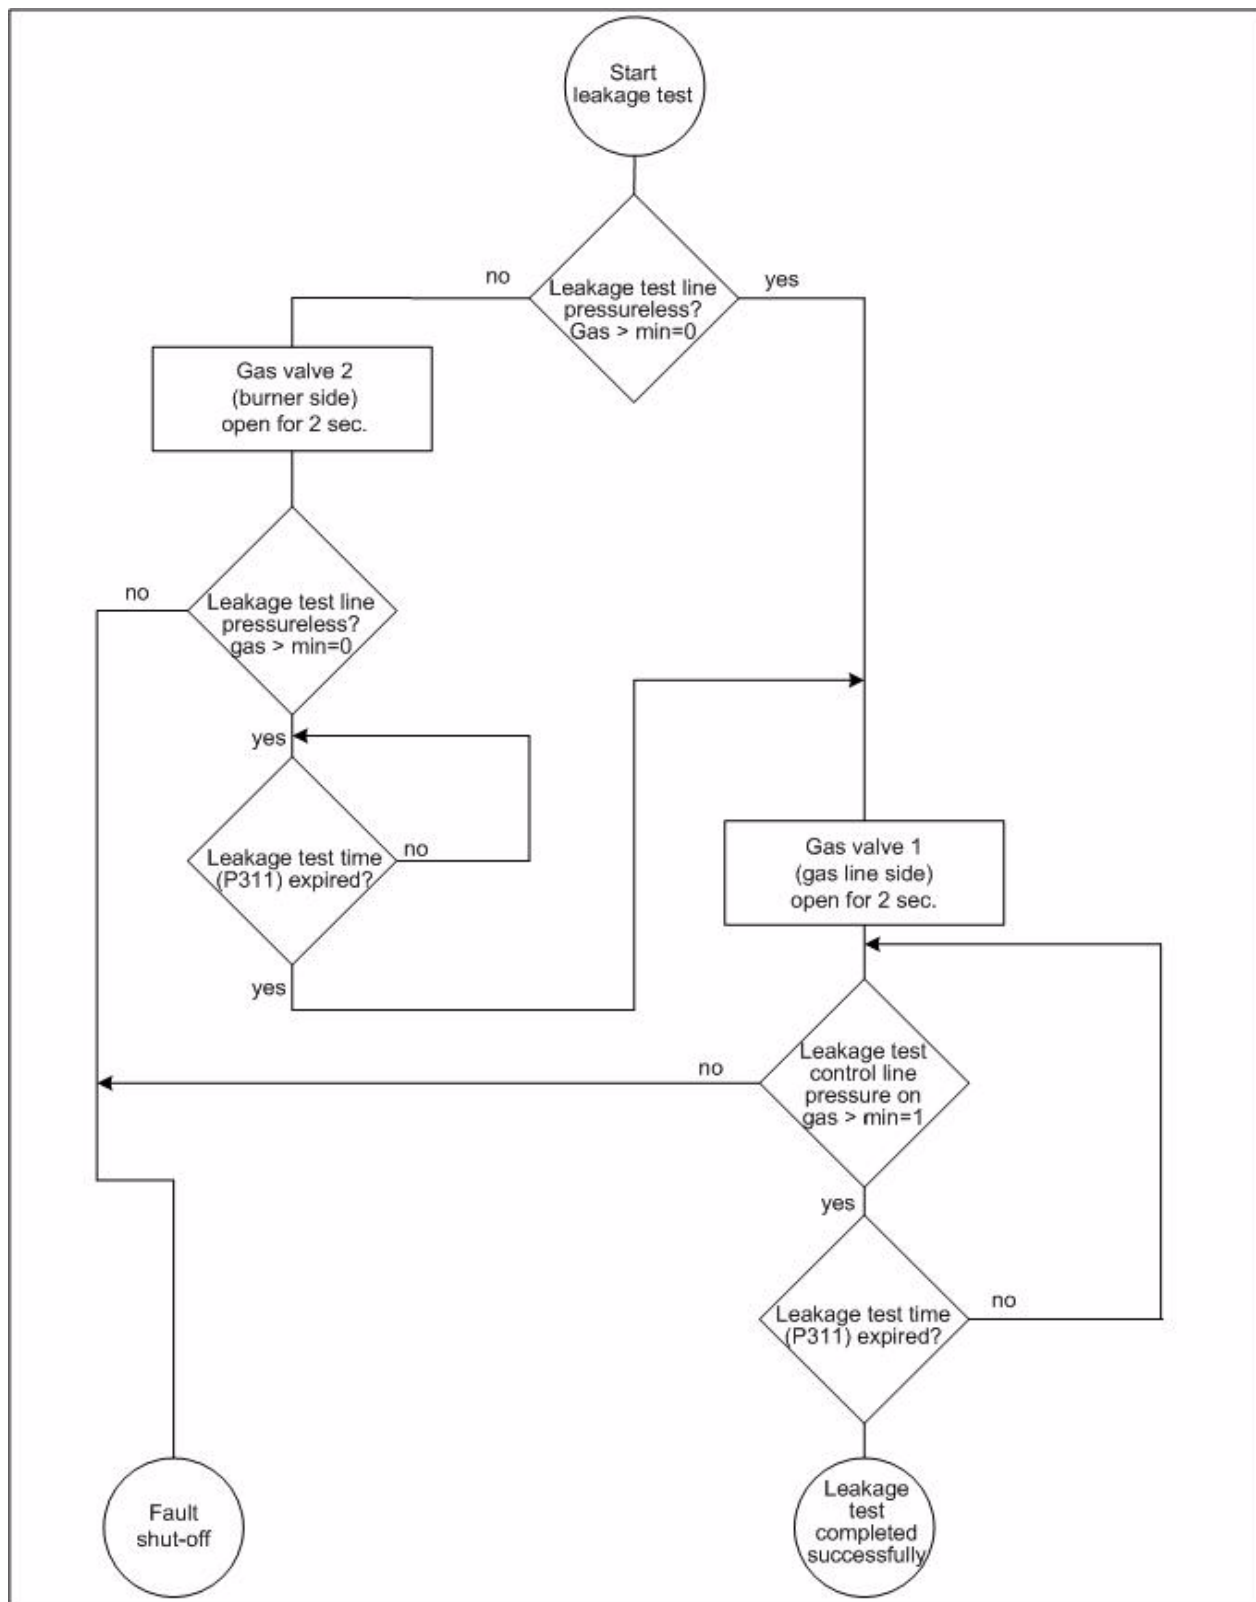 Start
leakage test
no
Leakage test line
pressureless?
Gas > min=0
yes
Gas valve 2
(burner side)
open for 2 sec.
no
Leakage test line
pressureless?
gas > min=0
yes
Leakage test time
(P311) expired?
no
yes
Gas valve 1
(gas line side)
open for 2 sec.
no
Leakage test
control line
pressure on
gas > min=1
yes
Leakage test time
(P311) expired?
no
Fault
shut-off
Leakage
test
completed
successfully